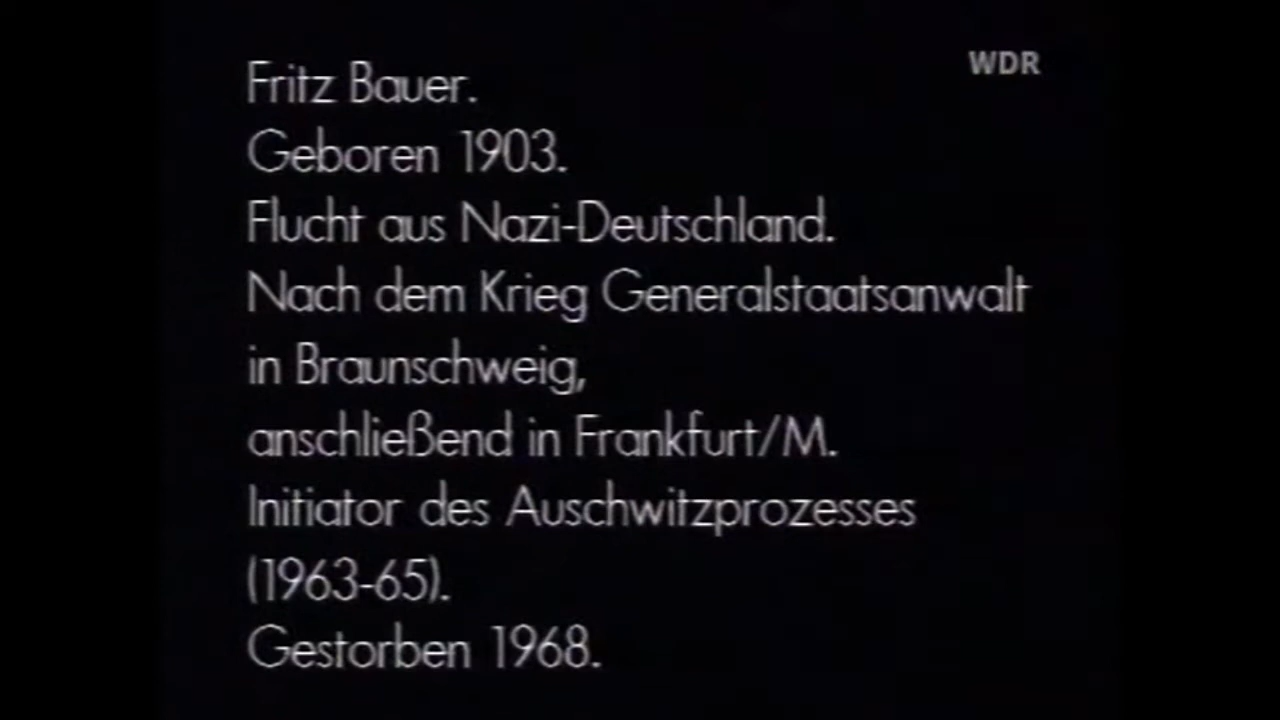 WDR
Fritz Bauer.
Geboren 1903.
Flucht aus Nazi-Deutschland.
Nach dem Krieg Generalstaatsanwalt
in Braunschweig,
anschließend in Frankfurt/M.
Initiator des Auschwitzprozesses
(1963-65).
Gestorben 1968.